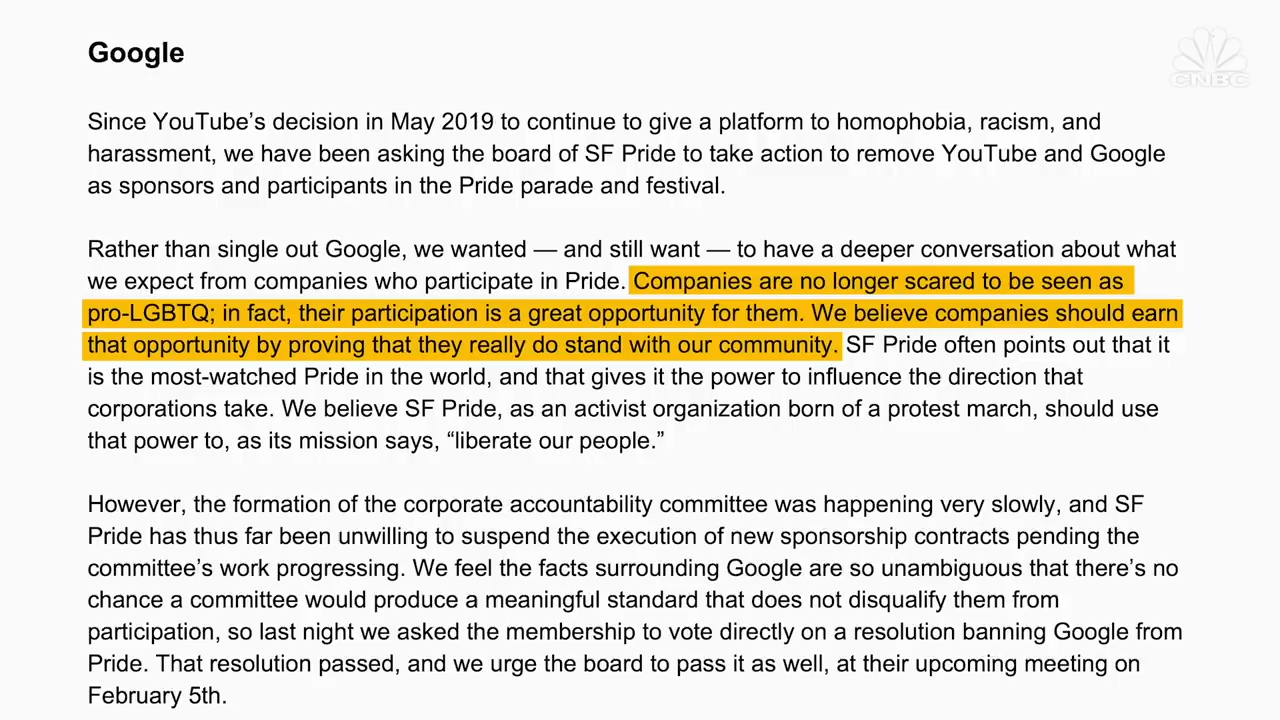 Google
CNBC
Since YouTube’s decision in May 2019 to continue to give a platform to homophobia, racism, and
harassment, we have been asking the board of SF Pride to take action to remove YouTube and Google
as sponsors and participants in the Pride parade and festival.
Rather than single out Google, we wanted — and still want — to have a deeper conversation about what
we expect from companies who participate in Pride. Companies are no longer scared to be seen as
pro-LGBTQ; in fact, their participation is a great opportunity for them. We believe companies should earn
that opportunity by proving that they really do stand with our community. SF Pride often points out that it
is the most-watched Pride in the world, and that gives it the power to influence the direction that
corporations take. We believe SF Pride, as an activist organization born of a protest march, should use
that power to, as its mission says, “liberate our people.”
However, the formation of the corporate accountability committee was happening very slowly, and SF
Pride has thus far been unwilling to suspend the execution of new sponsorship contracts pending the
committee’s work progressing. We feel the facts surrounding Google are so unambiguous that there’s no
chance a committee would produce a meaningful standard that does not disqualify them from
participation, so last night we asked the membership to vote directly on a resolution banning Google from
Pride. That resolution passed, and we urge the board to pass it as well, at their upcoming meeting on
February 5th.